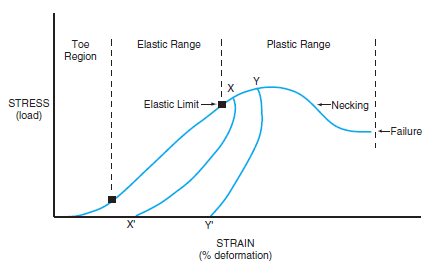 Toe
Region
Elastic Range
Plastic Range
X
Y
STRESS
(load)
Elastic Limit
Necking
Failure
X'
Y'
STRAIN
(% deformation)